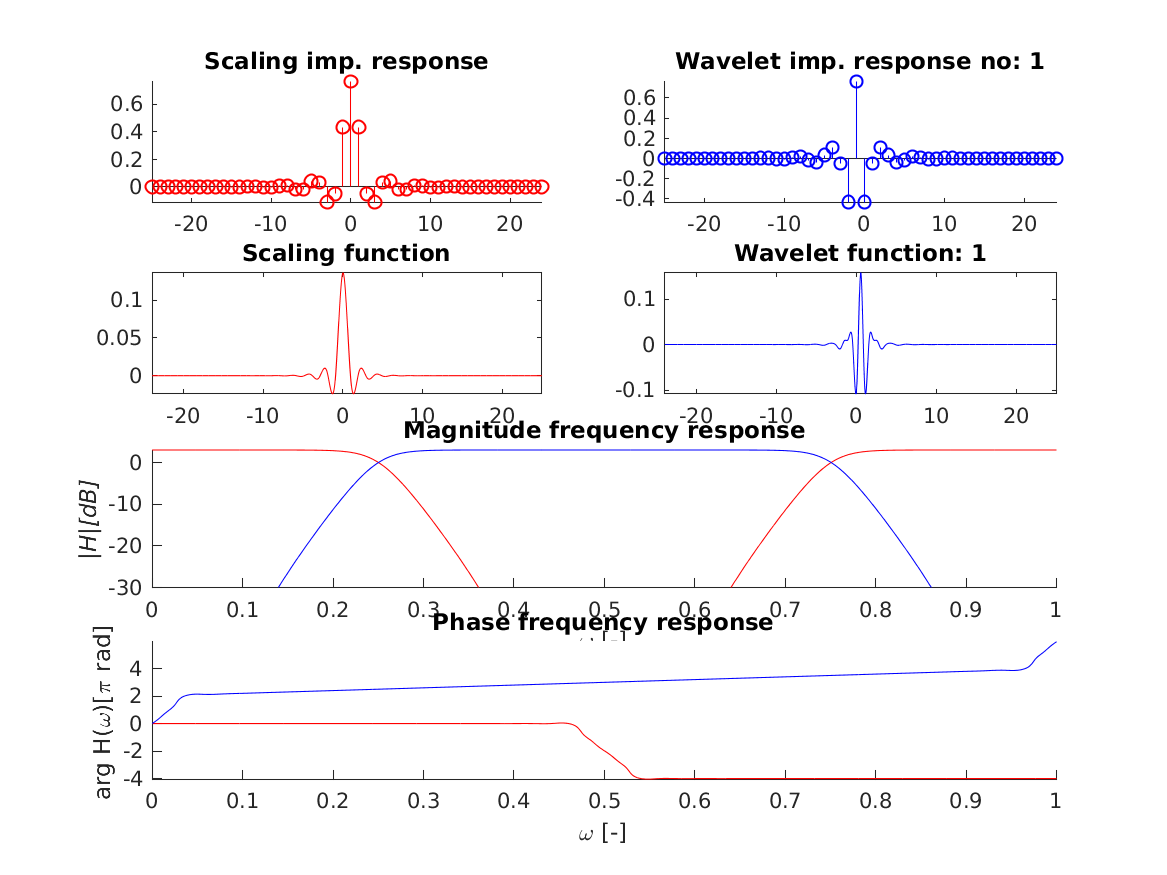 Scaling imp. response
0.6
0.4
0.2
0
-20 -10 0 10 20
Wavelet imp. response no: 1
0.6
0.4
0.2
0
-0.2
-0.4
-20 -10 0 10 20
Scaling function
0.1
0.05
0
-20 -10 0 10 20
Wavelet function: 1
0.1
0
-0.1
-20 -10 0 10 20
Magnitude frequency response
|H|[dB]
0
-10
-20
-30
0 0.1 0.2 0.3 0.4 0.5 0.6 0.7 0.8 0.9 1
Phase frequency response
arg H(ω)[π rad]
4
2
0
-2
-4
0 0.1 0.2 0.3 0.4 0.5 0.6 0.7 0.8 0.9 1
ω [-]